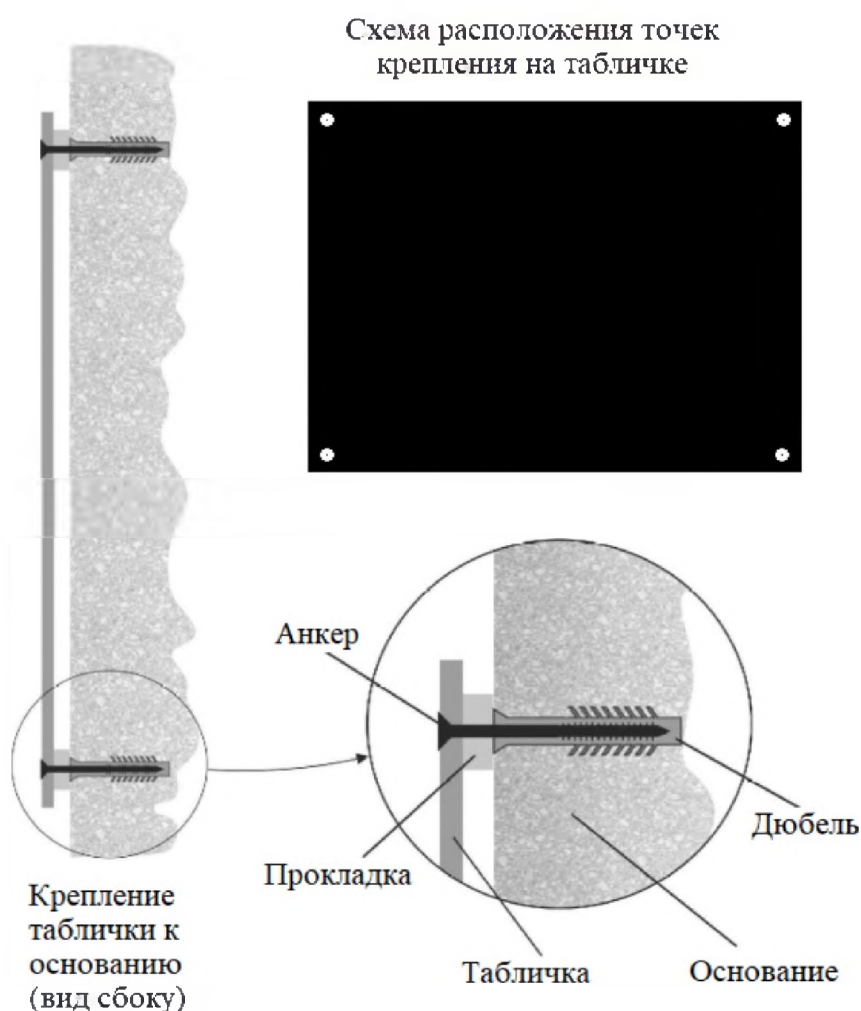 Схема расположения точек
крепления на табличке
Анкер
Дюбель
Прокладка
Табличка
Основание
Крепление
таблички к
основанию
(вид сбоку)